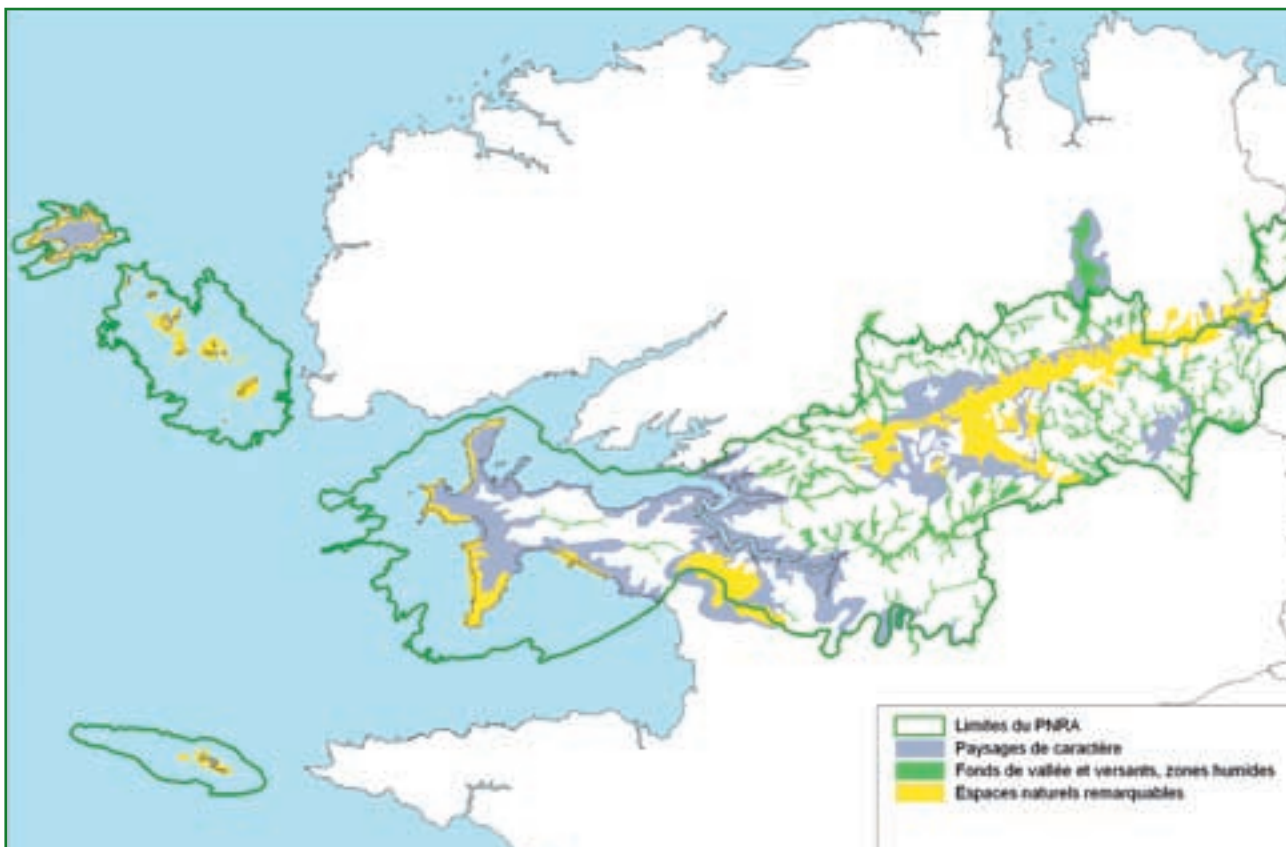 Limites du PNRA
Paysages de caractère
Fonds de vallée et versants, zones humides
Espaces naturels remarquables